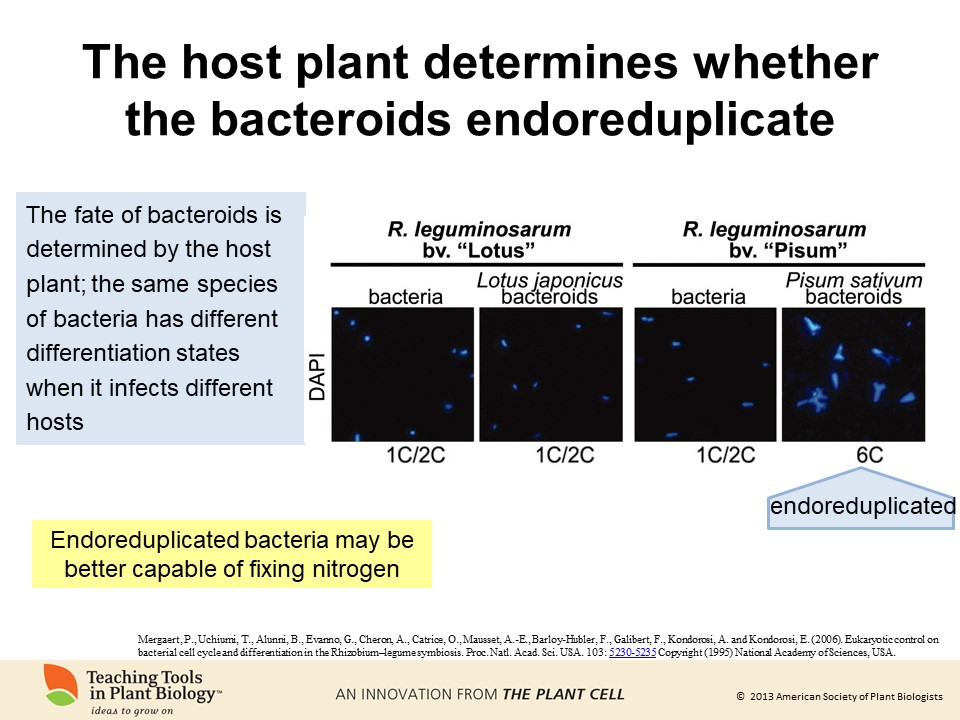 The host plant determines whether
the bacteroids endoreduplicate
The fate of bacteroids is
determined by the host
plant; the same species
of bacteria has different
differentiation states
when it infects different
hosts
R. leguminosarum
bv. “Lotus”
R. leguminosarum
bv. “Pisum”
bacteria
Lotus japonicus
bacteroids
bacteria
Pisum sativum
bacteroids
DAPI
1C/2C
1C/2C
1C/2C
6C
endoreduplicated
Endoreduplicated bacteria may be
better capable of fixing nitrogen
Mergaert, P., Uchiumi, T., Alunni, B., Evanno, G., Cheron, A., Catrice, O., Mausset, A.-E., Barloy-Hubler, F., Galibert, F., Kondorosi, A. and Kondorosi, E. (2006). Eukaryotic control on
bacterial cell cycle and differentiation in the Rhizobium–legume symbiosis. Proc. Natl. Acad. Sci. USA. 103: 5230-5235 Copyright (1995) National Academy of Sciences, USA.
Teaching Tools
in Plant Biology™
ideas to grow on
AN INNOVATION FROM THE PLANT CELL
© 2013 American Society of Plant Biologists